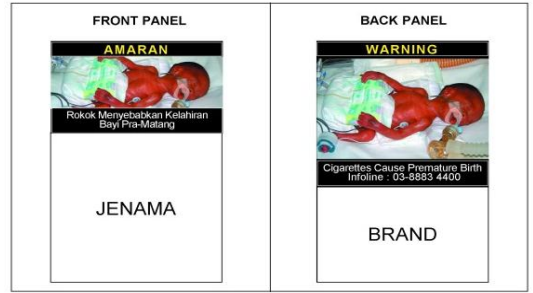 FRONT PANEL
AMARAN
Rokok Menyebabkan Kelahiran
Bayi Pra-Matang
JENAMA
BACK PANEL
WARNING
Cigarettes Cause Premature Birth
Infoline : 03-8883 4400
BRAND